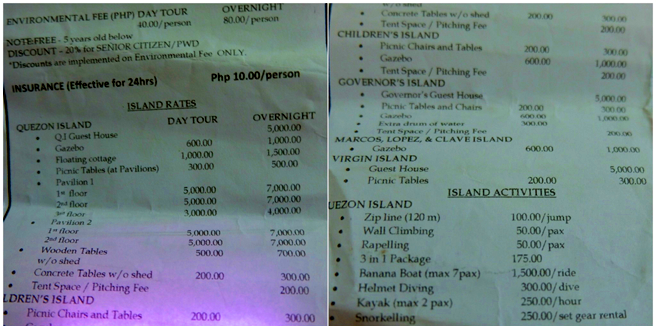 ENVIRONMENTAL FEE (PHP) DAY TOUR OVERNIGHT
40.00/person 80.00/person
NOTE:FREE - 5 years old below
DISCOUNT - 20% for SENIOR CITIZEN/PWD
*Discounts are implemented on Environmental Fee ONLY.
INSURANCE (Effective for 24hrs) Php 10.00/person
ISLAND RATES
DAY TOUR OVERNIGHT
QUEZON ISLAND
• Q.I Guest House 5,000.00
• Gazebo 600.00 1,000.00
• Floating cottage 1,000.00 1,500.00
• Picnic Tables (at Pavilions) 300.00 500.00
• Pavilion 1
1st floor 5,000.00 7,000.00
2nd floor 5,000.00 7,000.00
3rd floor 3,000.00 4,000.00
• Pavilion 2
1st floor 5,000.00 7,000.00
2nd floor 5,000.00 7,000.00
• Wooden Tables 500.00 700.00
w/o shed
• Concrete Tables w/o shed 200.00 300.00
• Tent Space / Pitching Fee 200.00
LDREN'S ISLAND
• Picnic Chairs and Tables 200.00 300.00
w/o shed
• Concrete Tables w/o shed 200.00 300.00
• Tent Space / Pitching Fee 200.00
CHILDREN'S ISLAND
• Picnic Chairs and Tables 200.00 300.00
• Gazebo 600.00 1,000.00
• Tent Space / Pitching Fee 200.00
GOVERNOR'S ISLAND
• Governor's Guest House 5,000.00
• Picnic Tables and Chairs 200.00 300.00
• Gazebo 600.00 1,000.00
• Extra drum of water 300.00
• Tent Space / Pitching Fee 200.00
MARCOS, LOPEZ, & CLAVE ISLAND
• Gazebo 600.00 1,000.00
VIRGIN ISLAND
• Guest House 5,000.00
• Picnic Tables 200.00 300.00
ISLAND ACTIVITIES
UEZON ISLAND
• Zip line (120 m) 100.00/jump
• Wall Climbing 50.00/pax
• Rapelling 50.00/pax
• 3 in 1 Package 175.00
• Banana Boat (max 7pax) 1,500.00/ride
• Helmet Diving 300.00/dive
• Kayak (max 2 pax) 250.00/hour
• Snorkelling 250.00/set gear rental